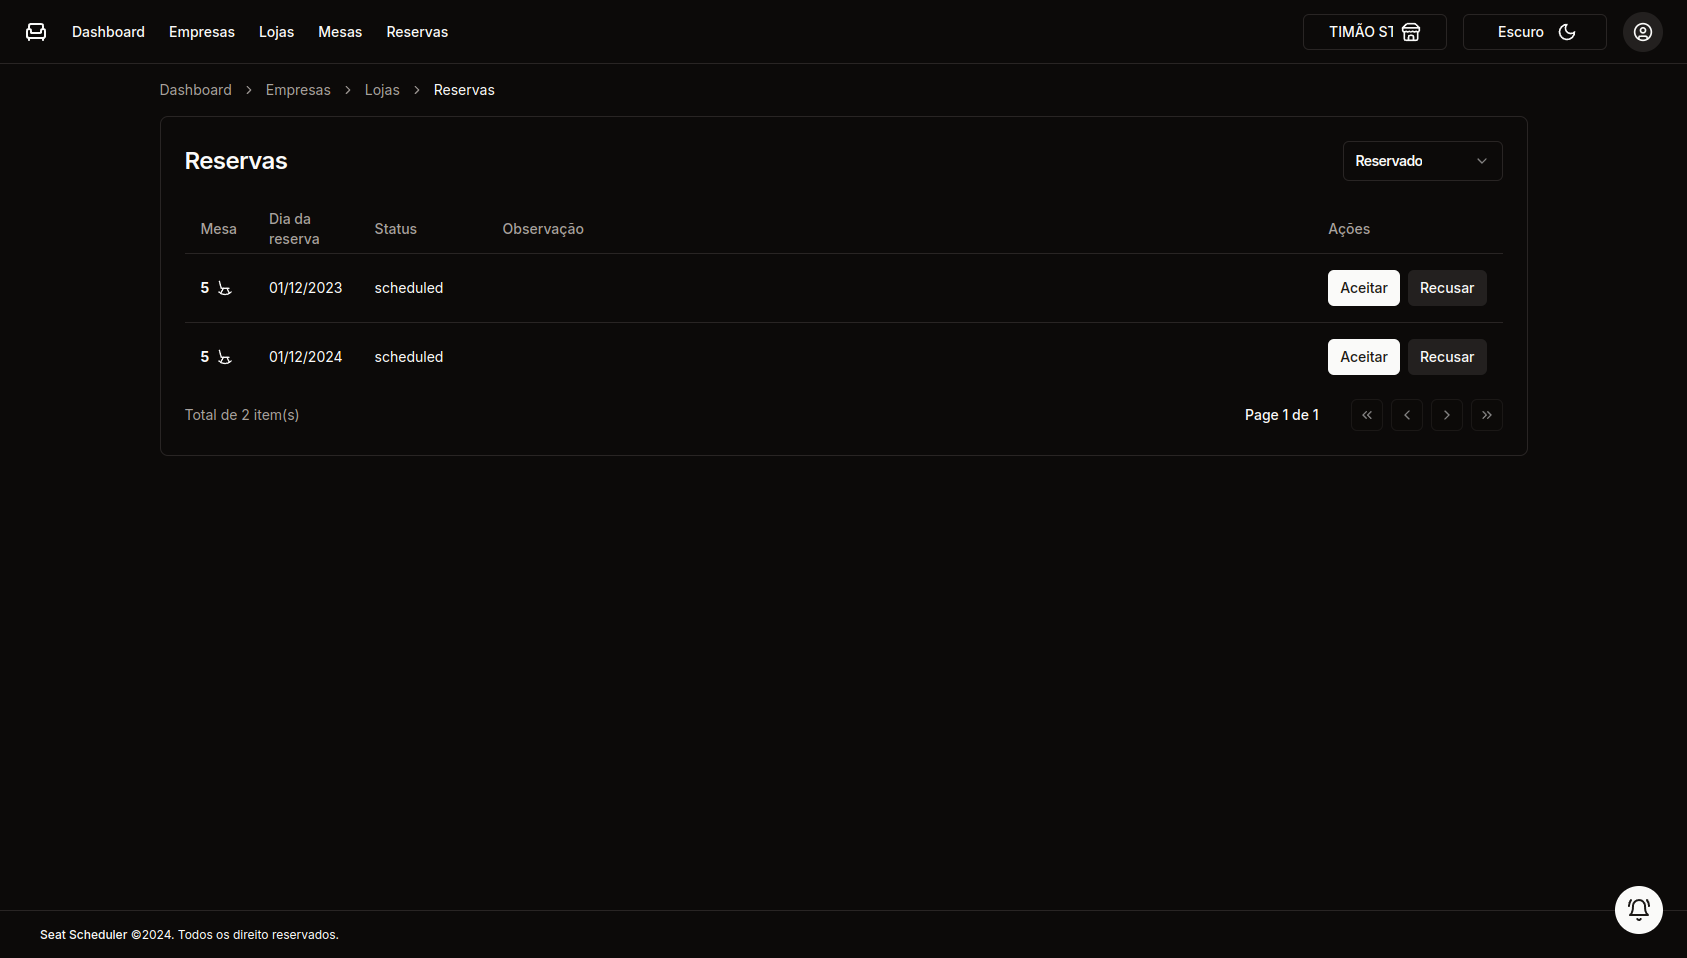 Dashboard Empresas Lojas Mesas Reservas TIMÃO ST Escuro
Dashboard Empresas Lojas Reservas
Reservas Reservado
Mesa Dia da reserva Status Observação Ações
5 01/12/2023 scheduled Aceitar Recusar
5 01/12/2024 scheduled Aceitar Recusar
Total de 2 item(s) Page 1 de 1
Seat Scheduler ©2024. Todos os direito reservados.